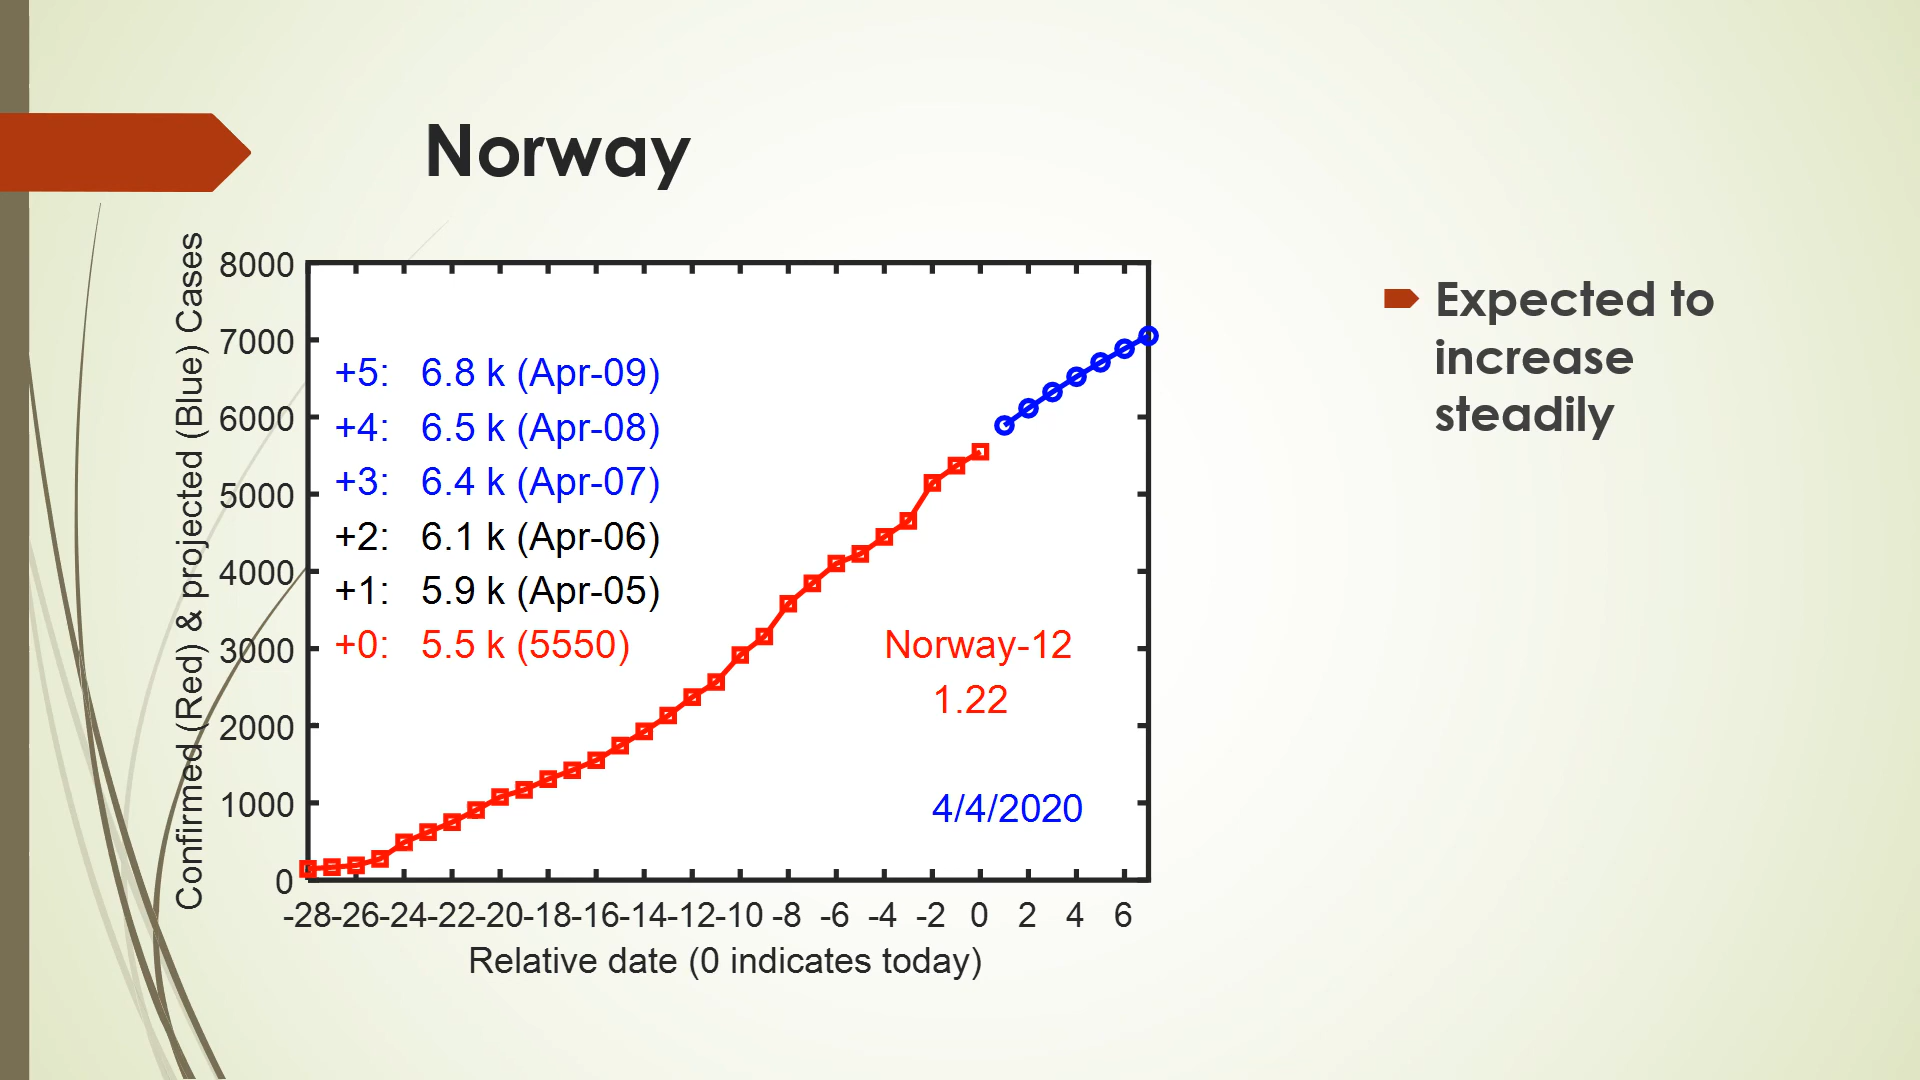 Norway
Confirmed (Red) & projected (Blue) Cases
8000
7000
6000
5000
4000
3000
2000
1000
0
+5: 6.8 k (Apr-09)
+4: 6.5 k (Apr-08)
+3: 6.4 k (Apr-07)
+2: 6.1 k (Apr-06)
+1: 5.9 k (Apr-05)
+0: 5.5 k (5550)
Norway-12
1.22
4/4/2020
-28 -26 -24 -22 -20 -18 -16 -14 -12 -10 -8 -6 -4 -2 0 2 4 6
Relative date (0 indicates today)
Expected to
increase
steadily